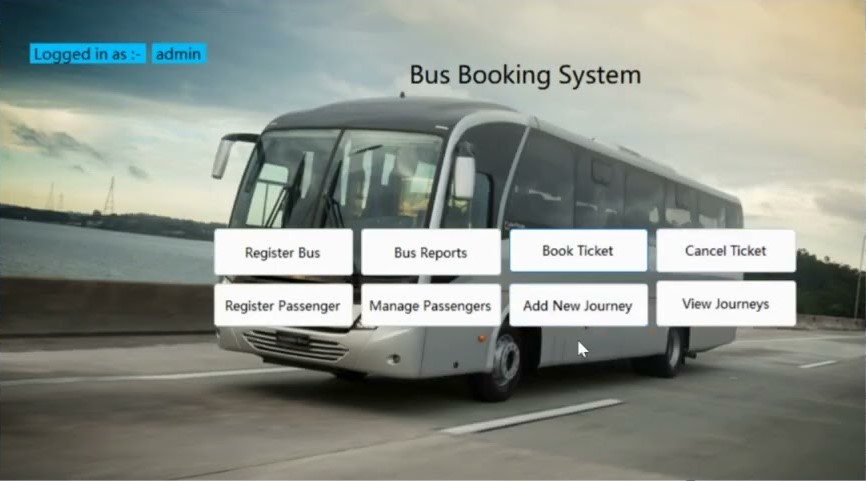 Logged in as :- admin
Bus Booking System
Register Bus Bus Reports Book Ticket Cancel Ticket
Register Passenger Manage Passengers Add New Journey View Journeys